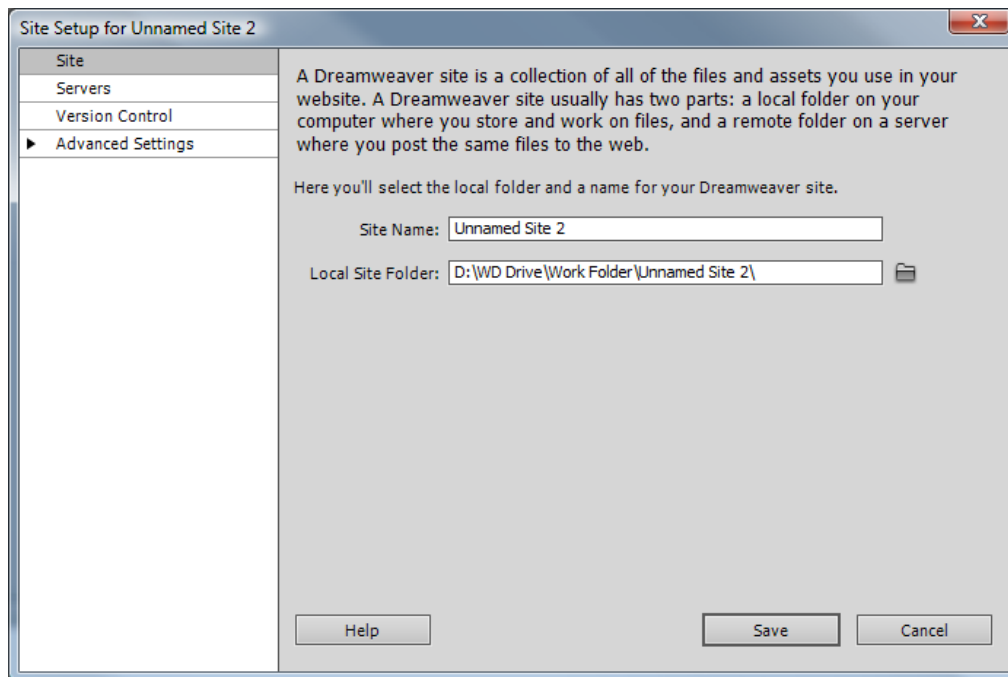 Site Setup for Unnamed Site 2
X
Site
Servers
Version Control
Advanced Settings
A Dreamweaver site is a collection of all of the files and assets you use in your
website. A Dreamweaver site usually has two parts: a local folder on your
computer where you store and work on files, and a remote folder on a server
where you post the same files to the web.
Here you'll select the local folder and a name for your Dreamweaver site.
Site Name: Unnamed Site 2
Local Site Folder: D:\WD Drive\Work Folder\Unnamed Site 2\
Help Save Cancel